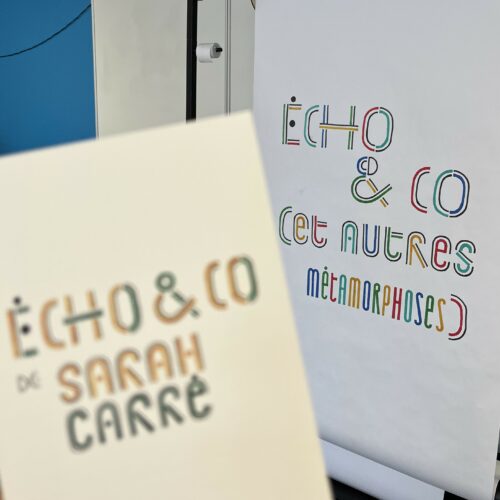 ÉCHO & CO
DE SARAH
CARRÉ
ÉCHO
& CO
(et AUTRES
MÉTAMORPHOSES)